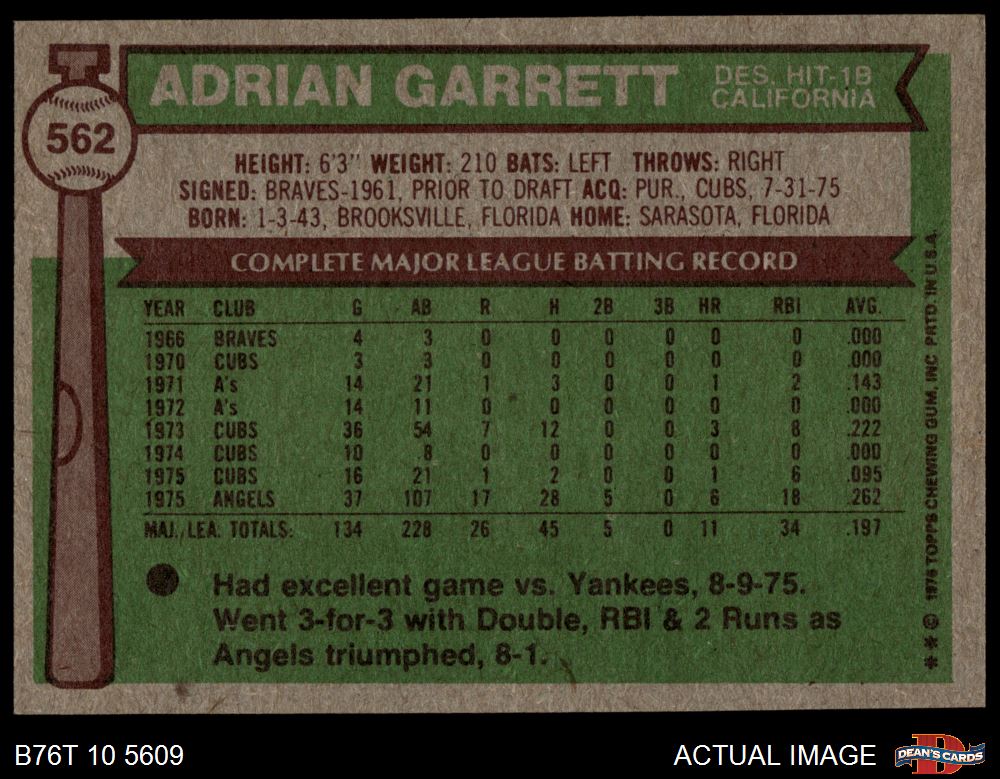 562
ADRIAN GARRETT
DES. HIT-1B
CALIFORNIA
HEIGHT: 6'3" WEIGHT: 210 BATS: LEFT THROWS: RIGHT
SIGNED: BRAVES-1961, PRIOR TO DRAFT ACQ: PUR., CUBS, 7-31-75
BORN: 1-3-43, BROOKSVILLE, FLORIDA HOME: SARASOTA, FLORIDA
COMPLETE MAJOR LEAGUE BATTING RECORD
YEAR CLUB G AB R H 2B 3B HR RBI AVG.
1966 BRAVES 4 3 0 0 0 0 0 0 .000
1970 CUBS 3 3 0 0 0 0 0 0 .000
1971 A's 14 21 1 3 0 0 1 2 .143
1972 A's 14 11 0 0 0 0 0 0 .000
1973 CUBS 36 54 7 12 0 0 3 8 .222
1974 CUBS 10 8 0 0 0 0 0 0 .000
1975 CUBS 16 21 1 2 0 0 1 6 .095
1975 ANGELS 37 107 17 28 5 0 6 18 .262
MAJ. LEA. TOTALS: 134 228 26 45 5 0 11 34 .197
Had excellent game vs. Yankees, 8-9-75.
Went 3-for-3 with Double, RBI & 2 Runs as
Angels triumphed, 8-1.
** © 1976 TOPPS CHEWING GUM, INC PRTD. IN U.S.A.
B76T 10 5609
ACTUAL IMAGE
DEAN'S CARDS